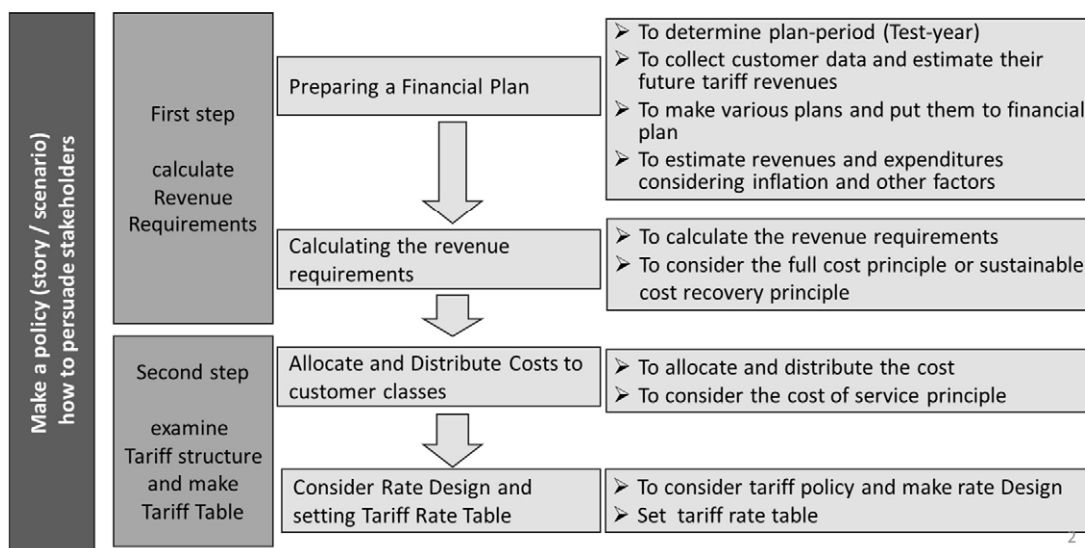 Make a policy (story / scenario)
how to persuade stakeholders
First step
calculate
Revenue
Requirements
Preparing a Financial Plan
➢ To determine plan-period (Test-year)
➢ To collect customer data and estimate their
future tariff revenues
➢ To make various plans and put them to financial
plan
➢ To estimate revenues and expenditures
considering inflation and other factors
Calculating the revenue
requirements
➢ To calculate the revenue requirements
➢ To consider the full cost principle or sustainable
cost recovery principle
Second step
examine
Tariff structure
and make
Tariff Table
Allocate and Distribute Costs to
customer classes
➢ To allocate and distribute the cost
➢ To consider the cost of service principle
Consider Rate Design and
setting Tariff Rate Table
➢ To consider tariff policy and make rate Design
➢ Set tariff rate table
2